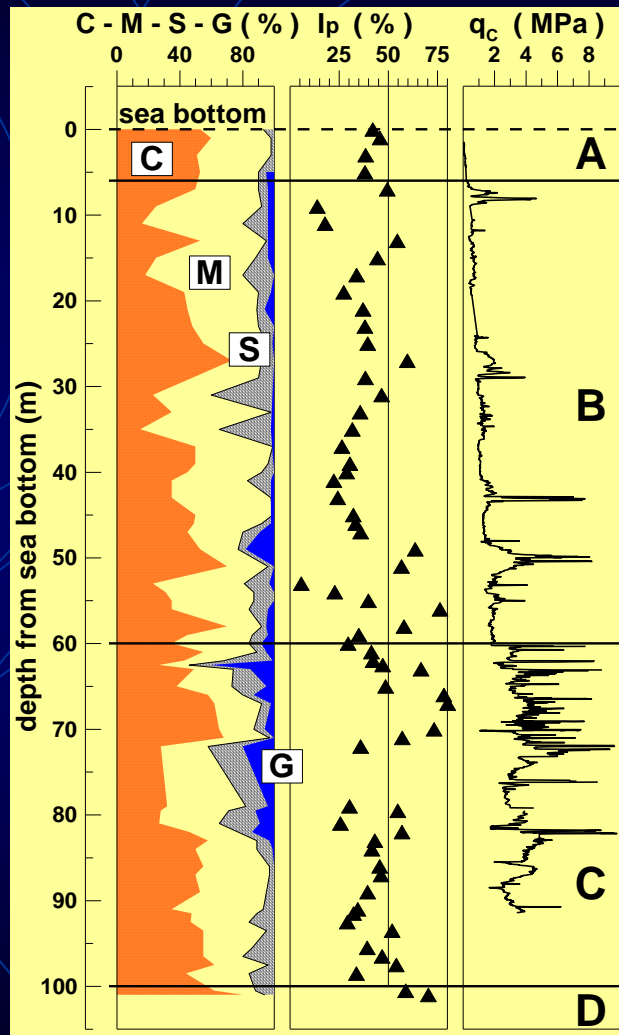 C - M - S - G ( % ) Ip ( % ) qC ( MPa )
0 40 80 25 50 75 2 4 6 8
sea bottom
0
A
C
10
M
20
S
30
B
40
50
60
70
G
80
90
C
100
D
depth from sea bottom (m)